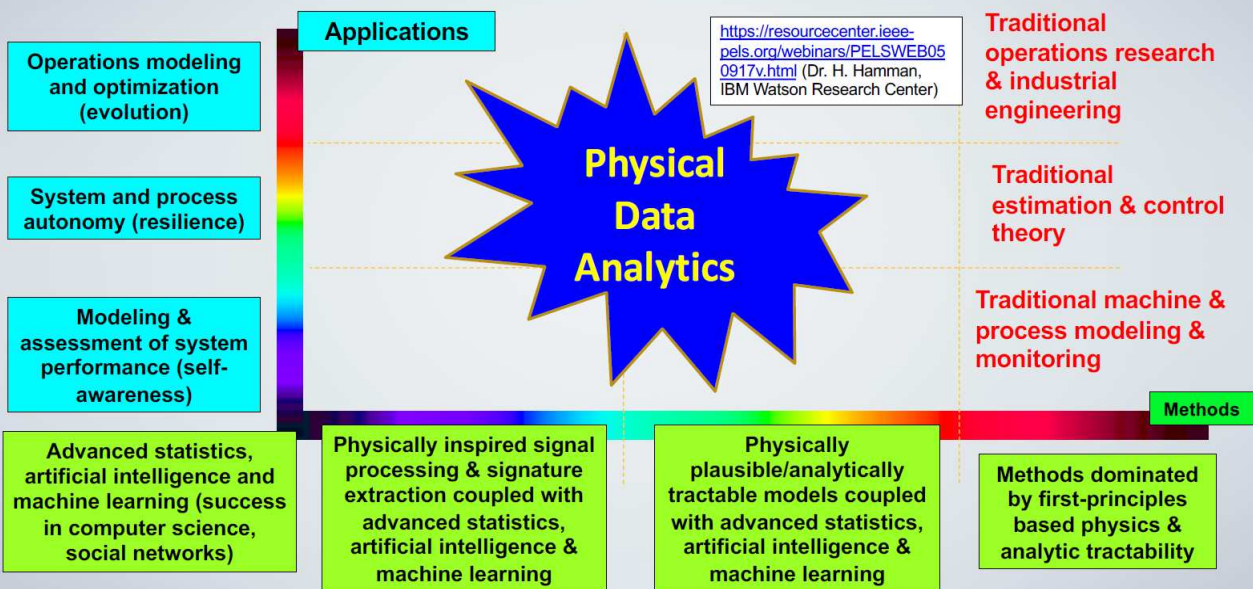 Applications
https://resourcecenter.ieee-
pels.org/webinars/PELSWEB05
0917v.html (Dr. H. Hamman,
IBM Watson Research Center)
Traditional
operations research
& industrial
engineering
Operations modeling
and optimization
(evolution)
Physical
Data
Analytics
System and process
autonomy (resilience)
Traditional
estimation & control
theory
Modeling &
assessment of system
performance (self-
awareness)
Traditional machine &
process modeling &
monitoring
Methods
Advanced statistics,
artificial intelligence and
machine learning (success
in computer science,
social networks)
Physically inspired signal
processing & signature
extraction coupled with
advanced statistics,
artificial intelligence &
machine learning
Physically
plausible/analytically
tractable models coupled
with advanced statistics,
artificial intelligence &
machine learning
Methods dominated
by first-principles
based physics &
analytic tractability